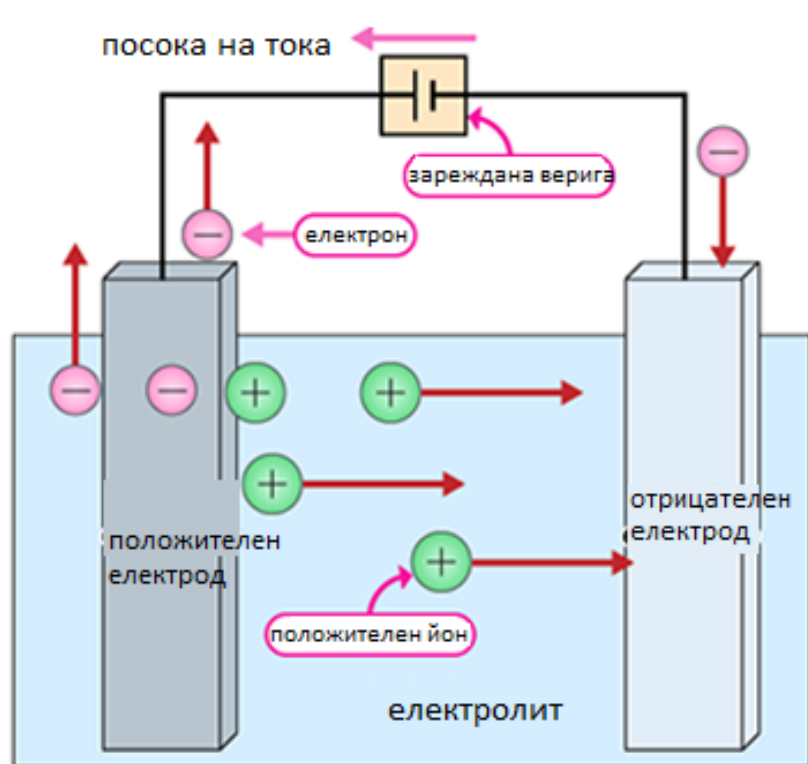 посока на тока
зареждана верига
електрон
положителен
електрод
отрицателен
електрод
положителен йон
електролит